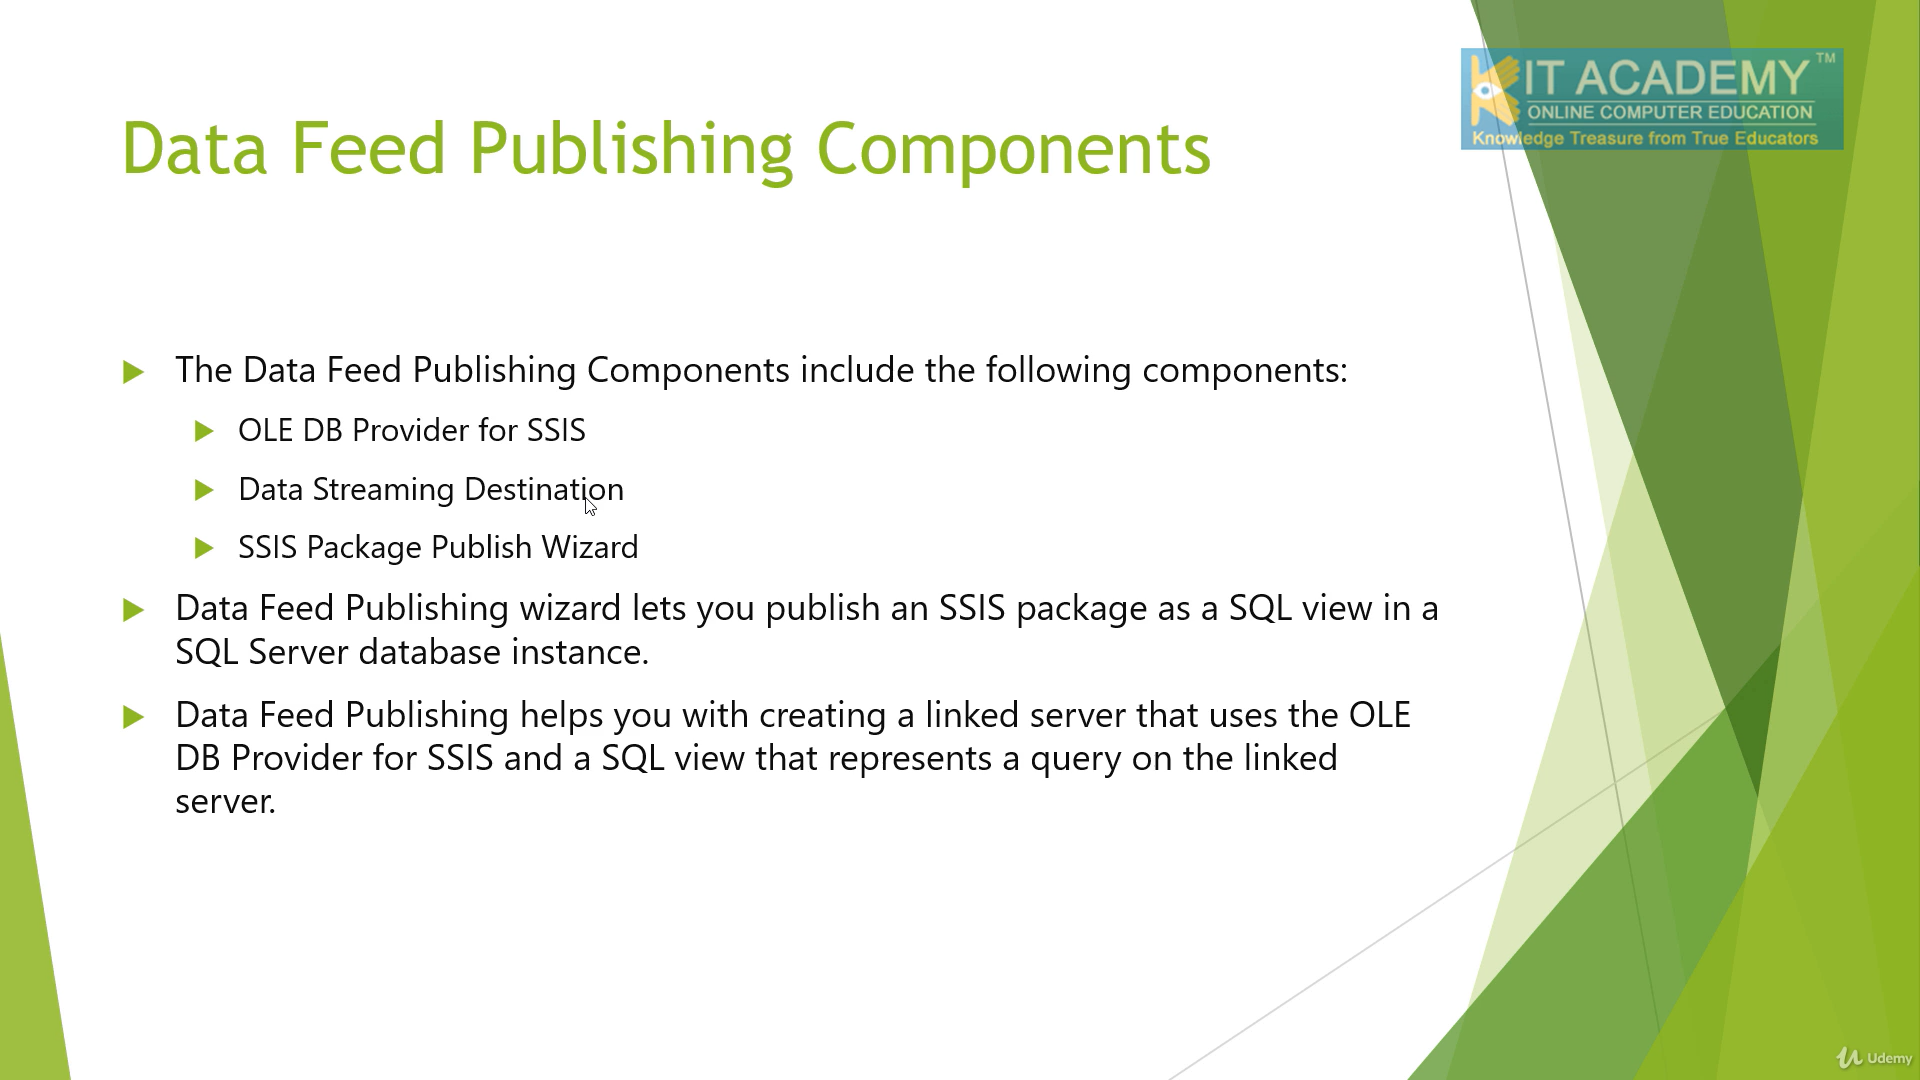 IT ACADEMY TM
ONLINE COMPUTER EDUCATION
Knowledge Treasure from True Educators
Data Feed Publishing Components
The Data Feed Publishing Components include the following components:
OLE DB Provider for SSIS
Data Streaming Destination
SSIS Package Publish Wizard
Data Feed Publishing wizard lets you publish an SSIS package as a SQL view in a
SQL Server database instance.
Data Feed Publishing helps you with creating a linked server that uses the OLE
DB Provider for SSIS and a SQL view that represents a query on the linked
server.
Udemy